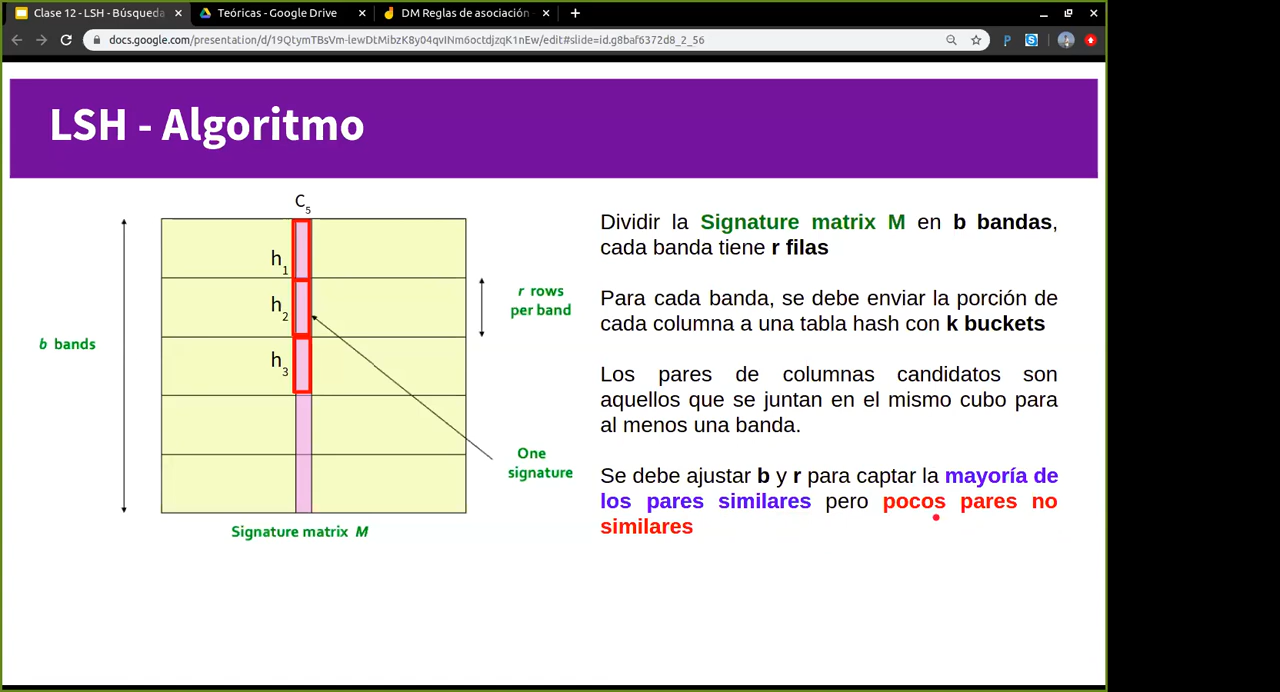 Clase 12 - LSH - Búsqueda
Teóricas - Google Drive
DM Reglas de asociación
docs.google.com/presentation/d/19QtymTBsVm-lewDtMibzK8y04qvINm6octdjzqK1nEw/edit#slide=id.g8baf6372d8_2_56
LSH - Algoritmo
C5
h1
h2
h3
b bands
r rows
per band
One
signature
Signature matrix M
Dividir la Signature matrix M en b bandas,
cada banda tiene r filas
Para cada banda, se debe enviar la porción de
cada columna a una tabla hash con k buckets
Los pares de columnas candidatos son
aquellos que se juntan en el mismo cubo para
al menos una banda.
Se debe ajustar b y r para captar la mayoría de
los pares similares pero pocos pares no
similares